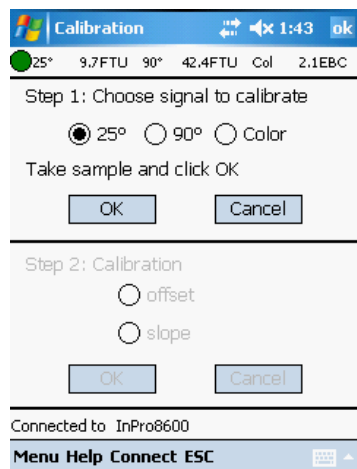 Calibration 1:43 ok
25° 9.7FTU 90° 42.4FTU Col 2.1EBC
Step 1: Choose signal to calibrate
25º 90º Color
Take sample and click OK
OK Cancel
Step 2: Calibration
offset
slope
OK Cancel
Connected to InPro8600
Menu Help Connect ESC